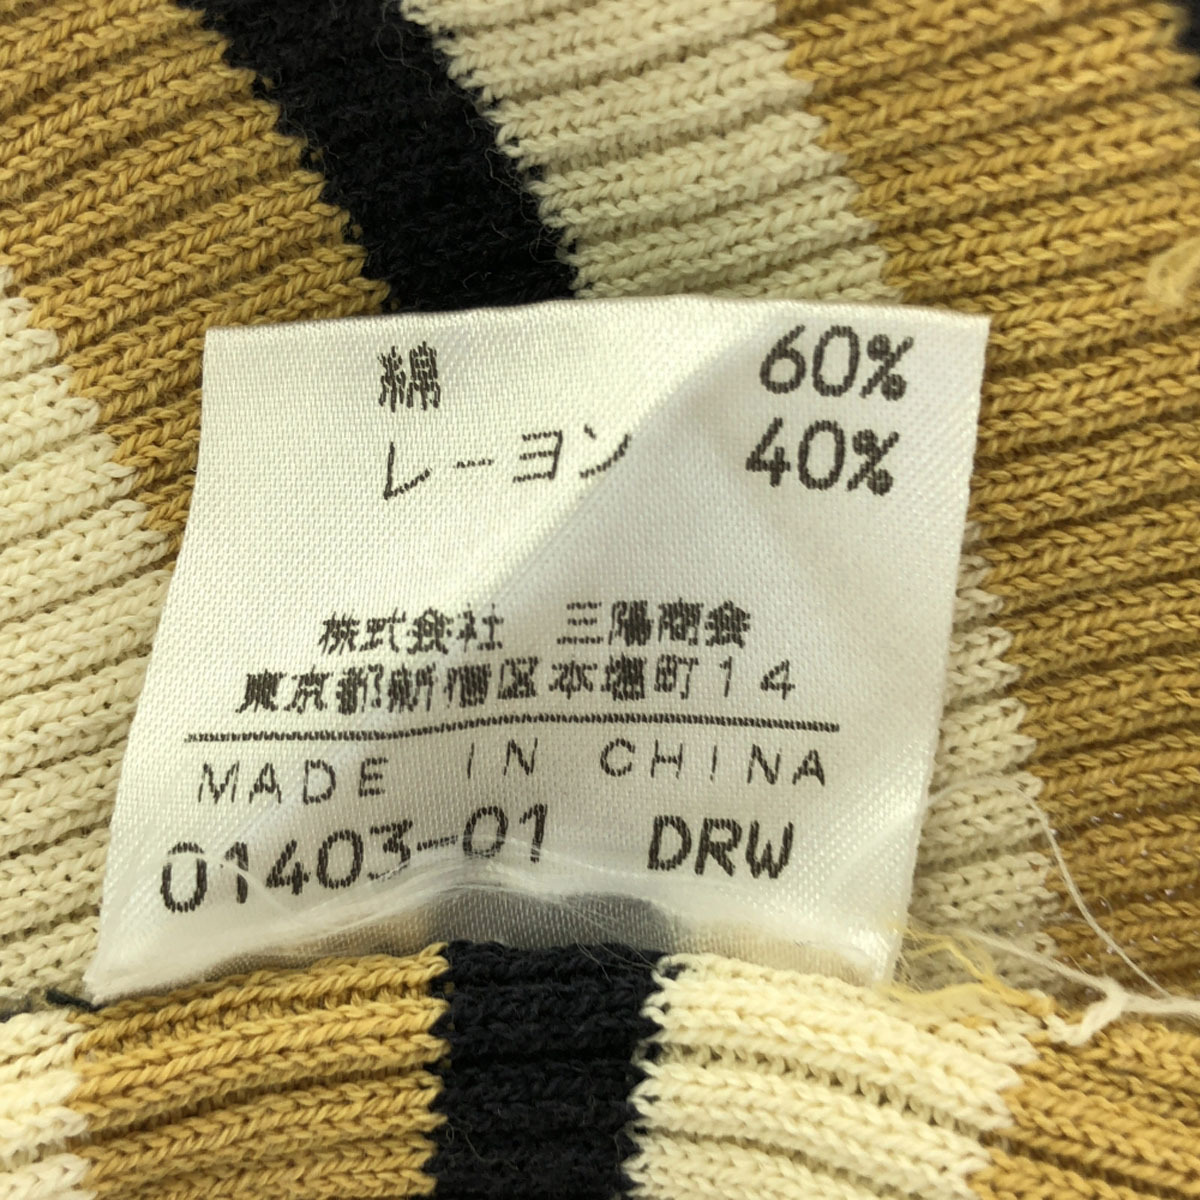 綿 60%
レーヨン 40%
株式会社 三陽商会
東京都新宿区本塩町14
MADE IN CHINA
01403-01 DRW